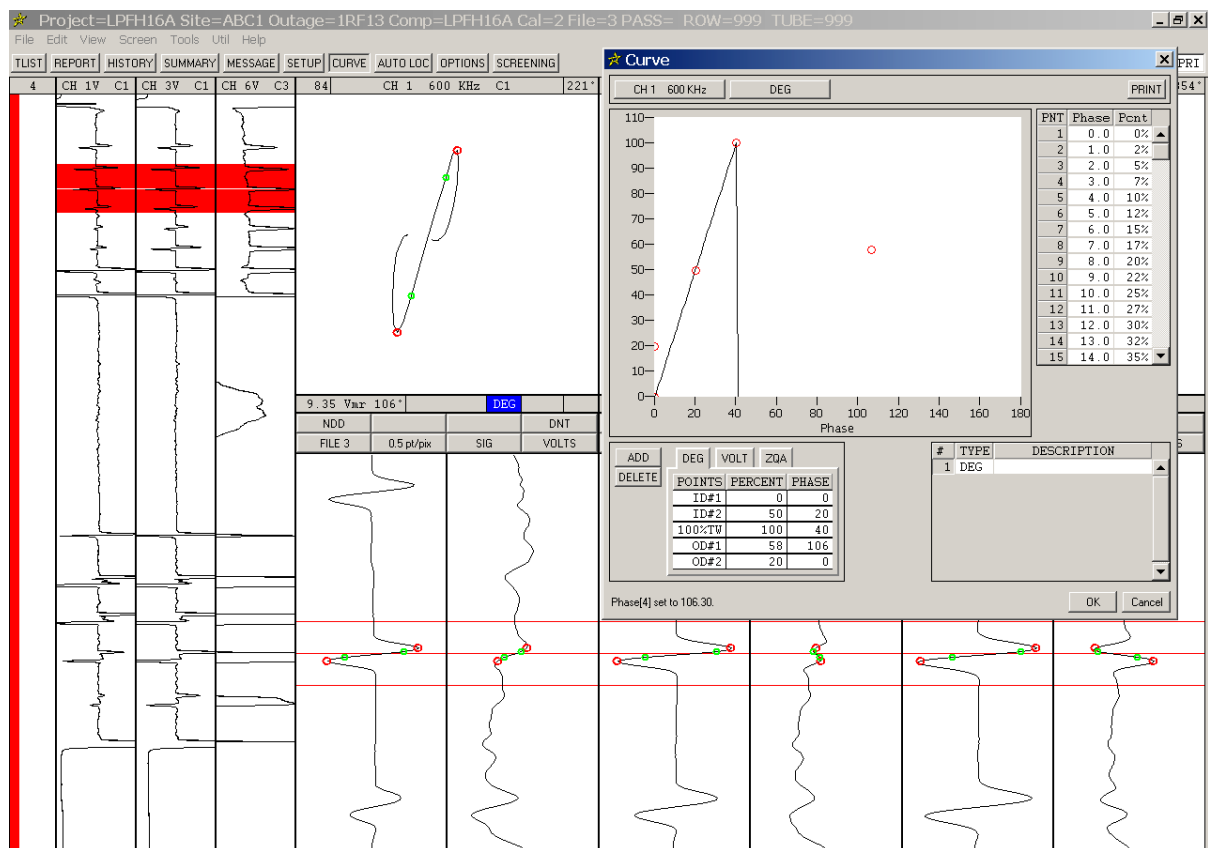 Project=LPFH16A Site=ABC1 Outage=1RF13 Comp=LPFH16A Cal=2 File=3 PASS= ROW=999 TUBE=999
File Edit View Screen Tools Util Help
TLIST REPORT HISTORY SUMMARY MESSAGE SETUP CURVE AUTO LOC OPTIONS SCREENING PRI
4 CH 1V C1 CH 3V C1 CH 6V C3 84 CH 1 600 KHz C1 221° 354°
9.35 Vmr 106° DEG
NDD DNT
FILE 3 0.5 pt/pix SIG VOLTS S
Curve
CH 1 600 KHz DEG PRINT
110
100
90
80
70
60
50
40
30
20
10
0
0 20 40 60 80 100 120 140 160 180
Phase
PNT Phase Pcnt
1 0.0 0%
2 1.0 2%
3 2.0 5%
4 3.0 7%
5 4.0 10%
6 5.0 12%
7 6.0 15%
8 7.0 17%
9 8.0 20%
10 9.0 22%
11 10.0 25%
12 11.0 27%
13 12.0 30%
14 13.0 32%
15 14.0 35%
ADD
DELETE
DEG VOLT ZQA
POINTS PERCENT PHASE
ID#1 0 0
ID#2 50 20
100%TW 100 40
OD#1 58 106
OD#2 20 0
# TYPE DESCRIPTION
1 DEG
Phase[4] set to 106.30.
OK Cancel